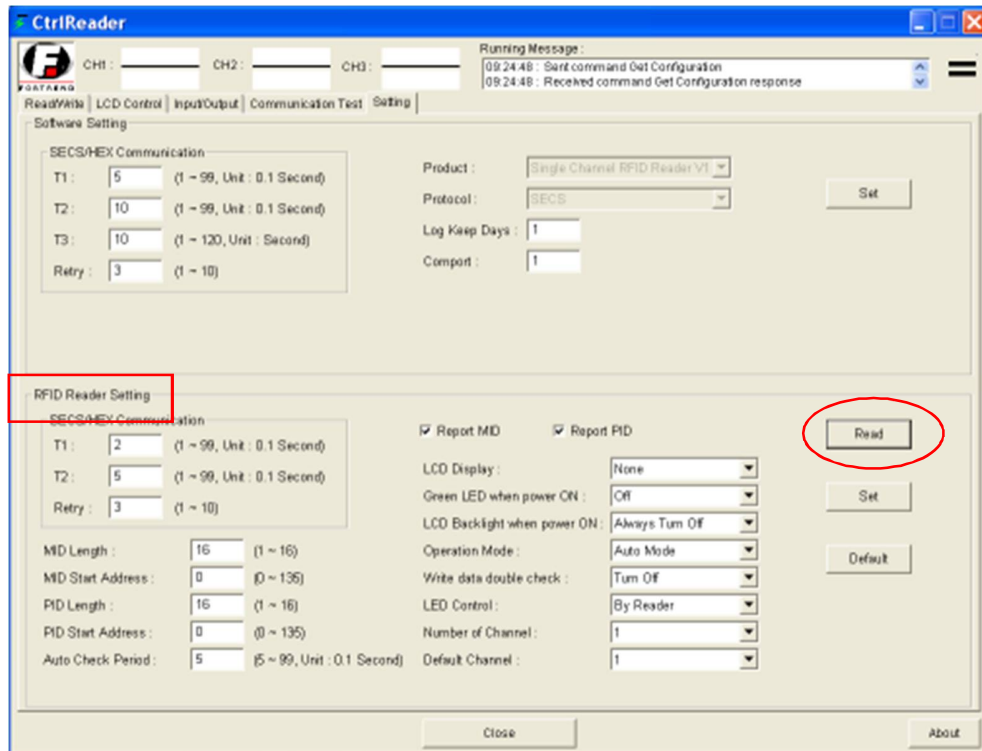 CtrlReader
FORTRENG
CH1 :
CH2 :
CH3 :
Running Message :
09:24:48 : Sent command Get Configuration
09:24:48 : Received command Get Configuration response
Read/Write LCD Control Input/Output Communication Test Setting
Software Setting
SECS/HEX Communication
T1 : 5 (1 ~ 99, Unit : 0.1 Second)
T2 : 10 (1 ~ 99, Unit : 0.1 Second)
T3 : 10 (1 ~ 120, Unit : Second)
Retry : 3 (1 ~ 10)
Product : Single Channel RFID Reader V1
Protocol : SECS
Log Keep Days : 1
Comport : 1
Set
RFID Reader Setting
SECS/HEX Communication
T1 : 2 (1 ~ 99, Unit : 0.1 Second)
T2 : 5 (1 ~ 99, Unit : 0.1 Second)
Retry : 3 (1 ~ 10)
MID Length : 16 (1 ~ 16)
MID Start Address : 0 (0 ~ 135)
PID Length : 16 (1 ~ 16)
PID Start Address : 0 (0 ~ 135)
Auto Check Period : 5 (5 ~ 99, Unit : 0.1 Second)
Report MID Report PID
LCD Display : None
Green LED when power ON : Off
LCD Backlight when power ON : Always Turn Off
Operation Mode : Auto Mode
Write data double check : Turn Off
LED Control : By Reader
Number of Channel : 1
Default Channel : 1
Read
Set
Default
Close
About